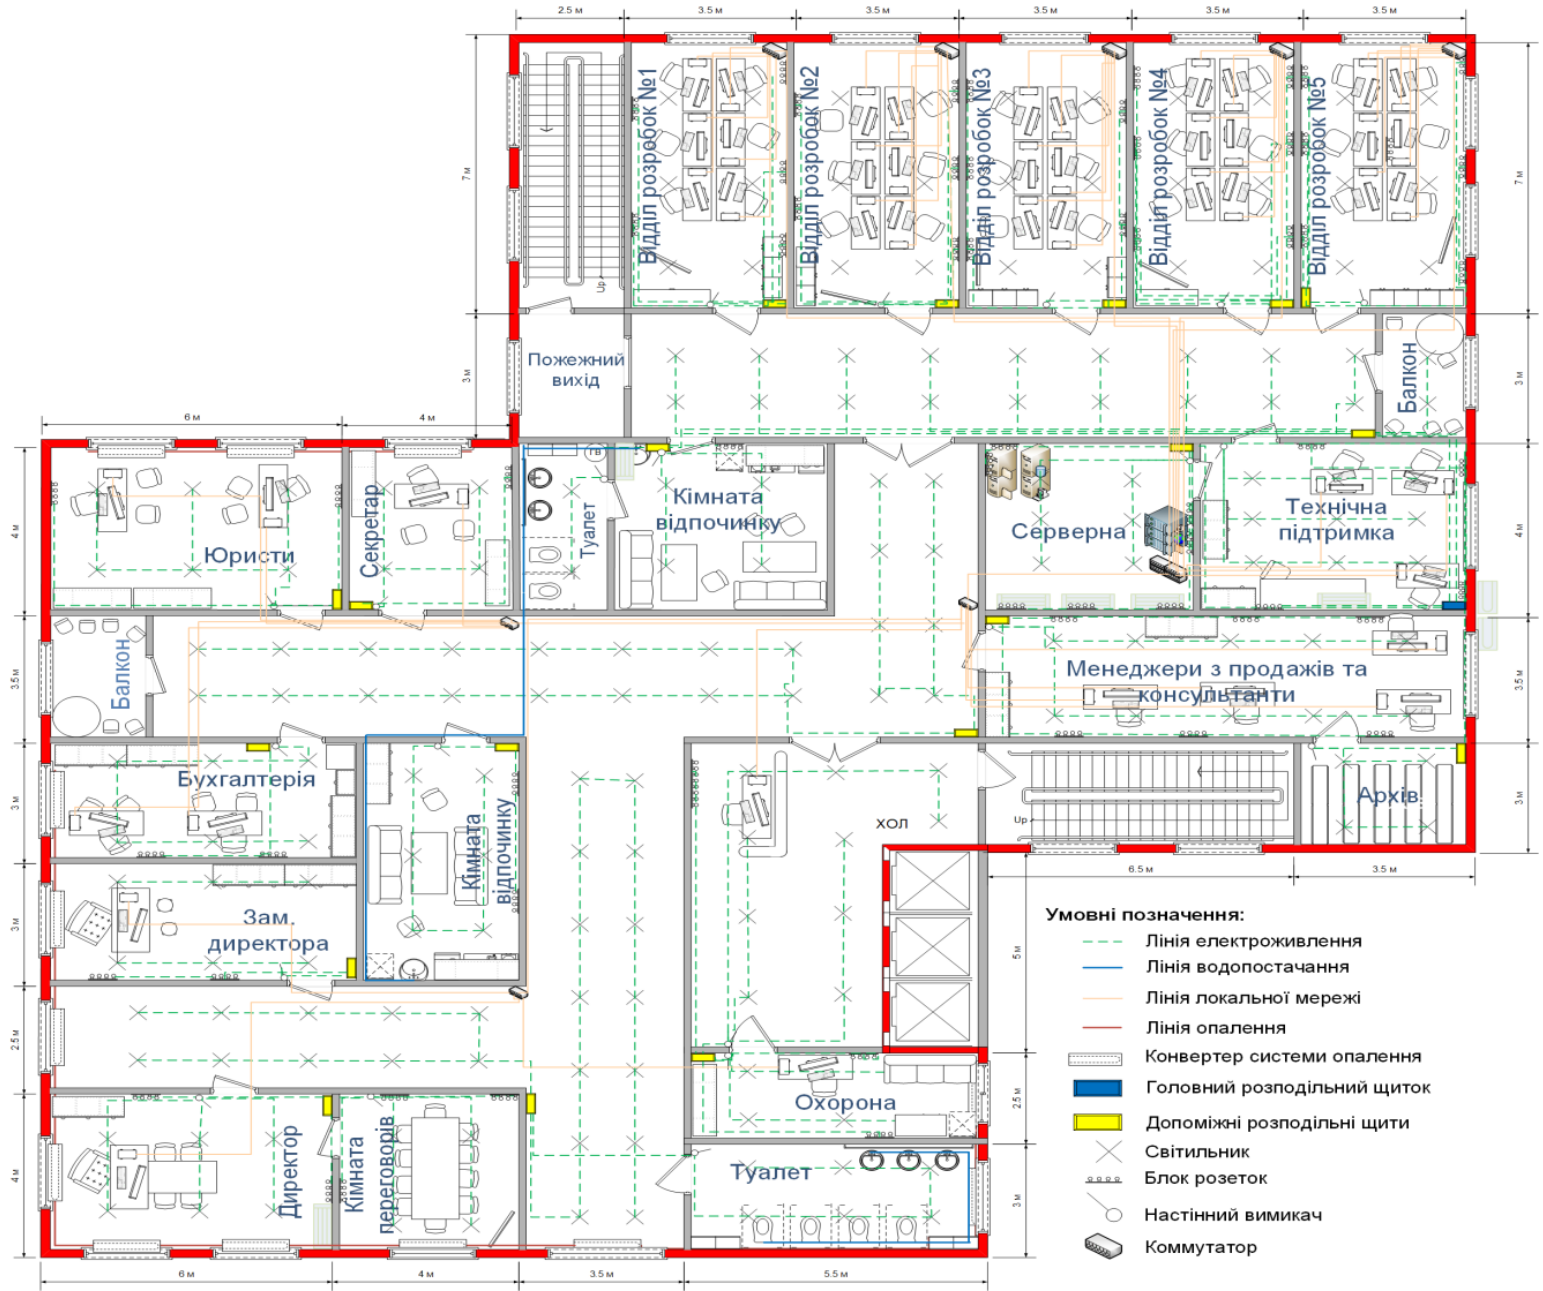 2.5 м
3.5 м
3.5 м
3.5 м
3.5 м
3.5 м
7 м
7 м
Відділ розробок №1
Відділ розробок №2
Відділ розробок №3
Відділ розробок №4
Відділ розробок №5
Up
Пожежний
вихід
3 м
3 м
Балкон
6 м
4 м
4 м
Юристи
Секретар
ГВ
Туалет
Кімната
відпочинку
Серверна
Технічна
підтримка
4 м
3.5 м
Балкон
Менеджери з продажів та
консультанти
3.5 м
3 м
Бухгалтерія
Кімната
відпочинку
хол
Up
Архів
3 м
6.5 м
3.5 м
3 м
Зам.
директора
5 м
2.5 м
Охорона
2.5 м
4 м
Директор
Кімната
переговорів
Туалет
3 м
6 м
4 м
3.5 м
5.5 м
Умовні позначення:
Лінія електроживлення
Лінія водопостачання
Лінія локальної мережі
Лінія опалення
Конвертер системи опалення
Головний розподільний щиток
Допоміжні розподільні щити
Світильник
Блок розеток
Настінний вимикач
Коммутатор